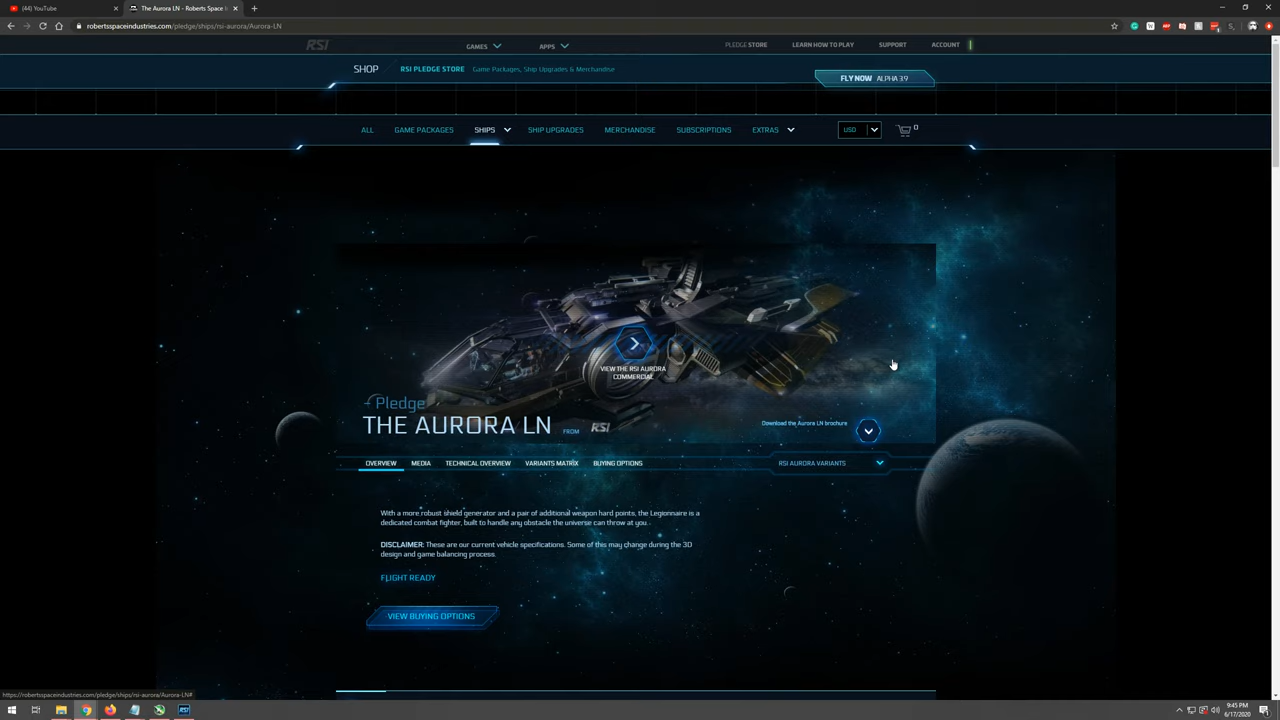 (44) YouTube
The Aurora LN - Roberts Space I
robertsspaceindustries.com/pledge/ships/rsi-aurora/Aurora-LN
RSI
GAMES
APPS
PLEDGE STORE
LEARN HOW TO PLAY
SUPPORT
ACCOUNT
SHOP
RSI PLEDGE STORE
Game Packages, Ship Upgrades & Merchandise
FLY NOW ALPHA 3.9
ALL
GAME PACKAGES
SHIPS
SHIP UPGRADES
MERCHANDISE
SUBSCRIPTIONS
EXTRAS
USD
0
VIEW THE RSI AURORA
COMMERCIAL
Pledge
THE AURORA LN
FROM
RSI
Download the Aurora LN brochure
OVERVIEW
MEDIA
TECHNICAL OVERVIEW
VARIANTS MATRIX
BUYING OPTIONS
RSI AURORA VARIANTS
With a more robust shield generator and a pair of additional weapon hard points, the Legionnaire is a
dedicated combat fighter, built to handle any obstacle the universe can throw at you.
DISCLAIMER: These are our current vehicle specifications. Some of this may change during the 3D
design and game balancing process.
FLIGHT READY
VIEW BUYING OPTIONS
https://robertsspaceindustries.com/pledge/ships/rsi-aurora/Aurora-LN#
RSI
9:45 PM
6/17/2020